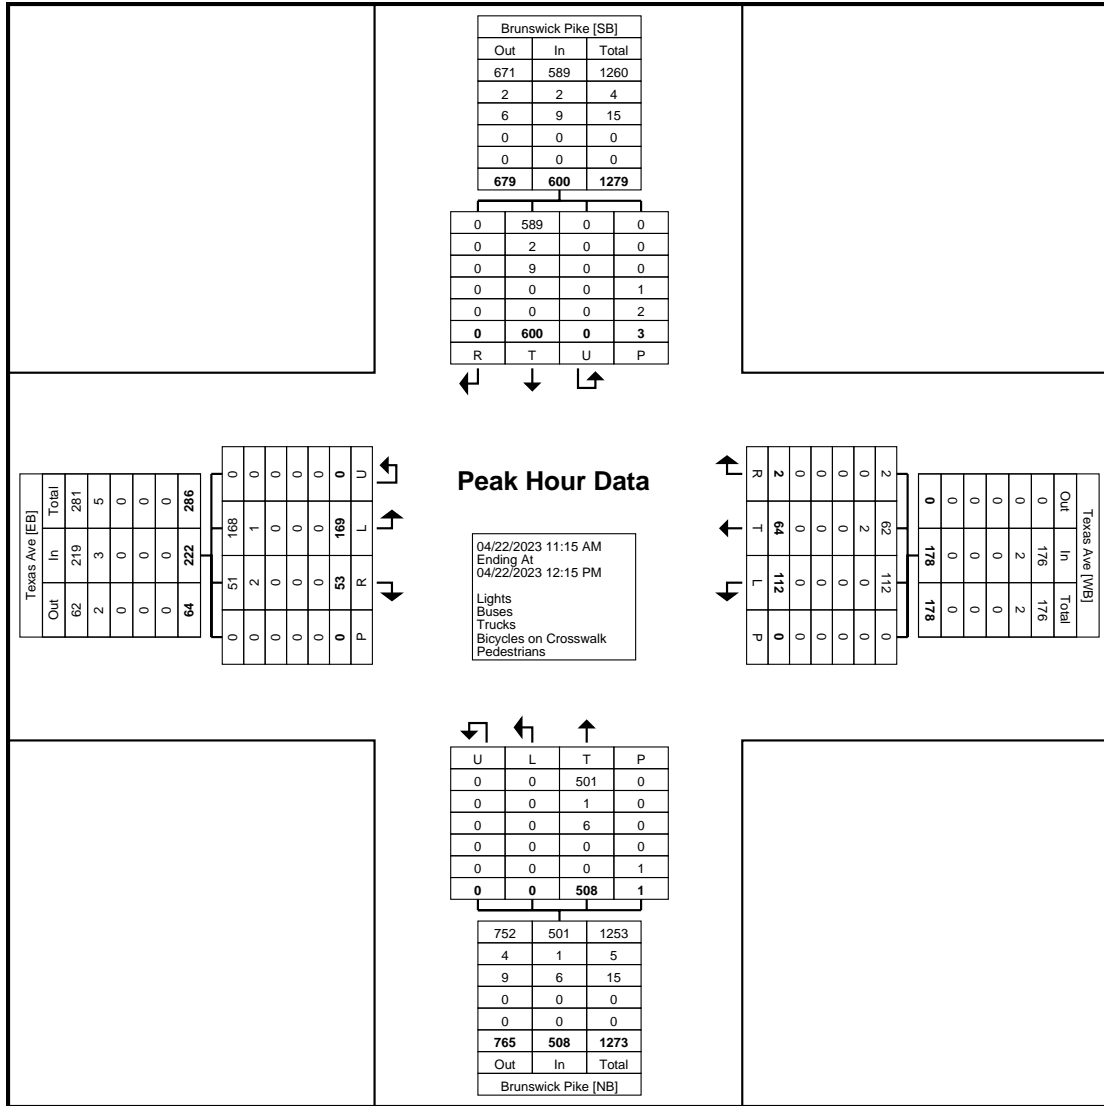 Brunswick Pike [SB]
Out In Total
671 589 1260
2 2 4
6 9 15
0 0 0
0 0 0
679 600 1279
0 589 0 0
0 2 0 0
0 9 0 0
0 0 0 1
0 0 0 2
0 600 0 3
R T U P
Texas Ave [EB]
Total In Out
281 219 62
5 3 2
0 0 0
0 0 0
0 0 0
286 222 64
0 168 51 0
0 1 2 0
0 0 0 0
0 0 0 0
0 0 0 0
0 169 53 0
U L R P
Peak Hour Data
04/22/2023 11:15 AM
Ending At
04/22/2023 12:15 PM
Lights
Buses
Trucks
Bicycles on Crosswalk
Pedestrians
R T L P
2 64 112 0
0 0 0 0
0 0 0 0
0 0 0 0
0 2 0 0
2 62 112 0
0 178 178
0 0 0
0 0 0
0 0 0
0 2 2
0 176 176
Out In Total
Texas Ave [WB]
U L T P
0 0 501 0
0 0 1 0
0 0 6 0
0 0 0 0
0 0 0 1
0 0 508 1
752 501 1253
4 1 5
9 6 15
0 0 0
0 0 0
765 508 1273
Out In Total
Brunswick Pike [NB]